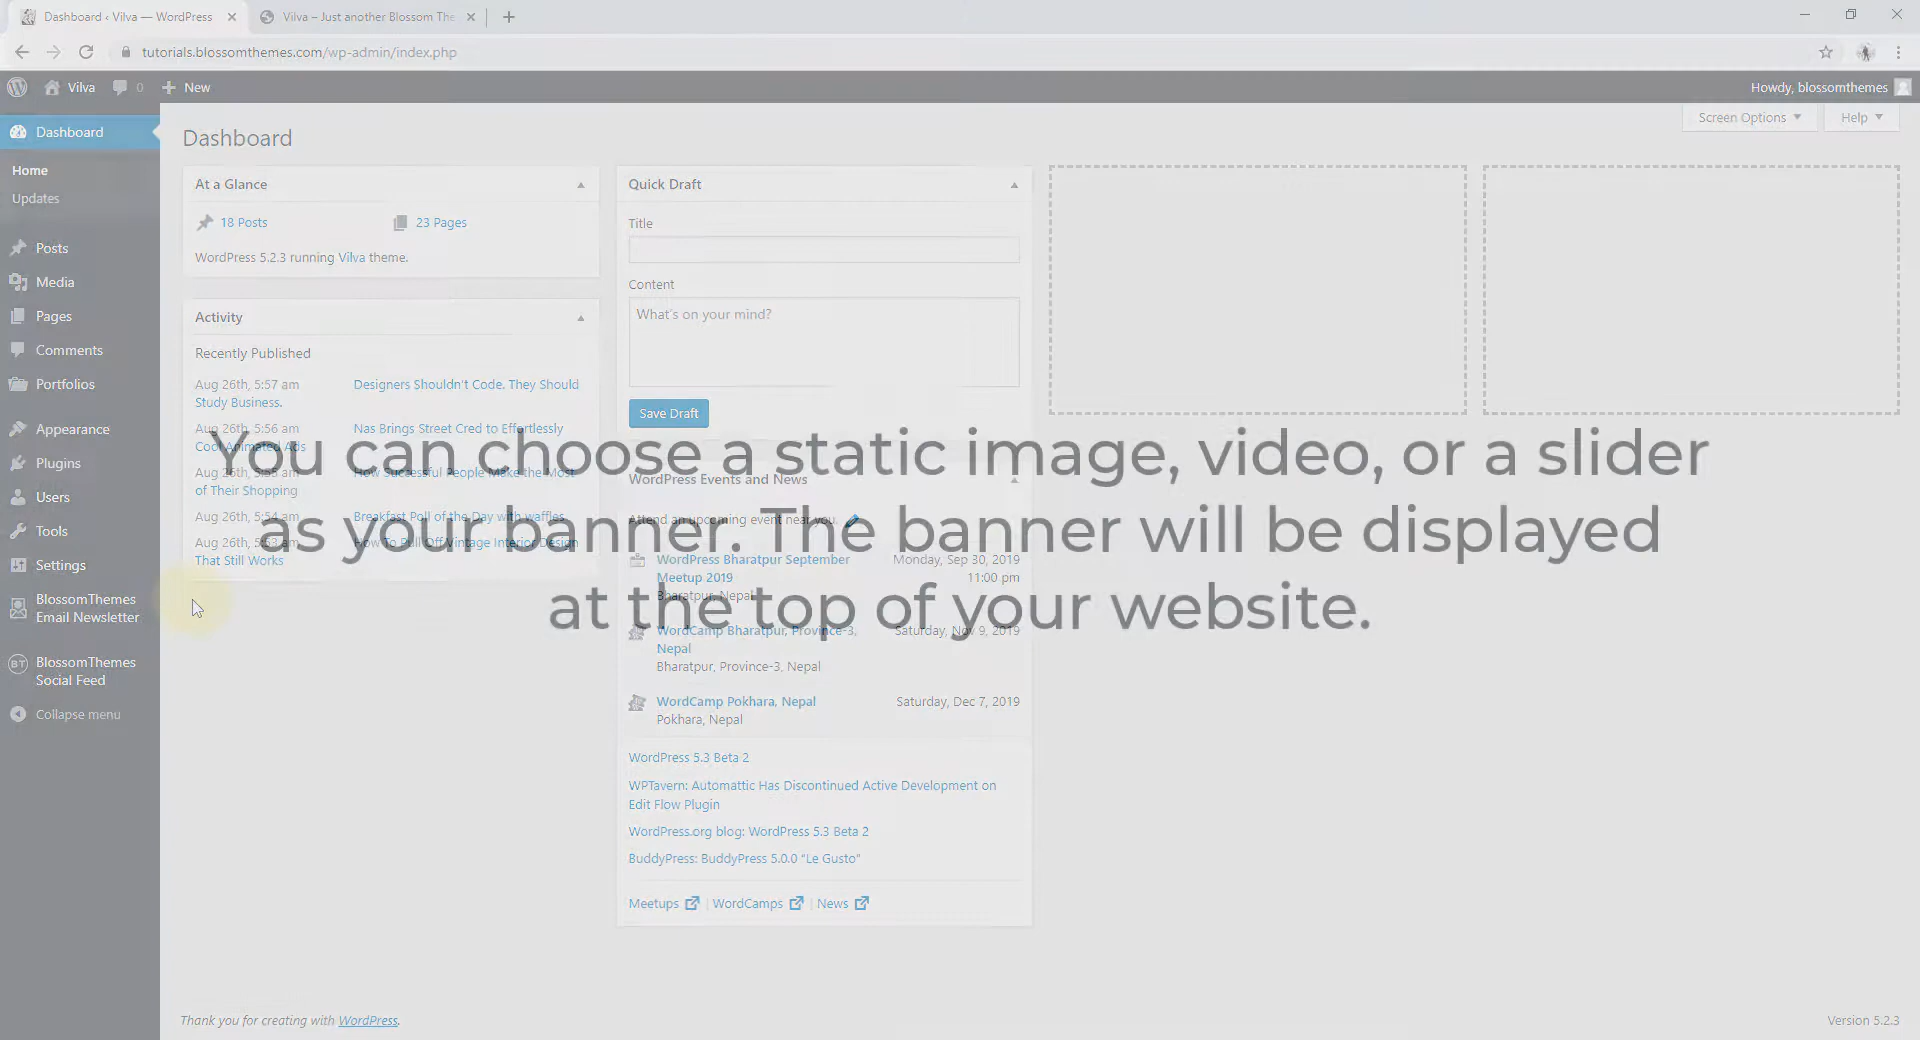 Dashboard ‹ Vilva — WordPress
Vilva – Just another Blossom The
tutorials.blossomthemes.com/wp-admin/index.php
Vilva
0
New
Howdy, blossomthemes
Dashboard
Home
Updates
Posts
Media
Pages
Comments
Portfolios
Appearance
Plugins
Users
Tools
Settings
BlossomThemes
Email Newsletter
BT
BlossomThemes
Social Feed
Collapse menu
Dashboard
Screen Options
Help
At a Glance
18 Posts
23 Pages
WordPress 5.2.3 running Vilva theme.
Activity
Recently Published
Aug 26th, 5:57 am Designers Shouldn't Code. They Should
Study Business.
Aug 26th, 5:56 am Nas Brings Street Cred to Effortlessly
Cool Animated Ads
Aug 26th, 5:55 am How Successful People Make the Most
of Their Shopping
Aug 26th, 5:54 am Breakfast Poll of the Day with waffles
Aug 26th, 5:53 am How To Pull Off Vintage Interior Design
That Still Works
Quick Draft
Title
Content
What's on your mind?
Save Draft
WordPress Events and News
Attend an upcoming event near you.
WordPress Bharatpur September Monday, Sep 30, 2019
Meetup 2019 11:00 pm
Bharatpur, Nepal
WordCamp Bharatpur, Province-3, Saturday, Nov 9, 2019
Nepal
Bharatpur, Province-3, Nepal
WordCamp Pokhara, Nepal Saturday, Dec 7, 2019
Pokhara, Nepal
WordPress 5.3 Beta 2
WPTavern: Automattic Has Discontinued Active Development on
Edit Flow Plugin
WordPress.org blog: WordPress 5.3 Beta 2
BuddyPress: BuddyPress 5.0.0 “Le Gusto”
Meetups | WordCamps | News
You can choose a static image, video, or a slider
as your banner. The banner will be displayed
at the top of your website.
Thank you for creating with WordPress.
Version 5.2.3